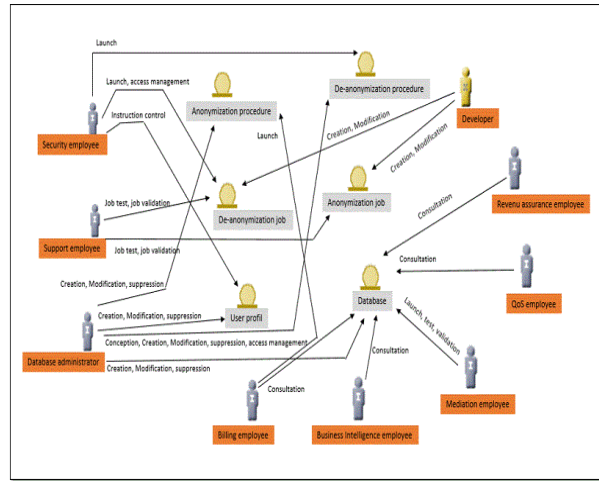 Launch
De-anonymization procedure
Launch, access management
Anonymization procedure
Instruction control
Launch
Developer
Security employee
Creation, Modification
Creation, Modification
Revenu assurance employee
Consultation
Job test, job validation
De-anonymization job
Anonymization job
Support employee
Job test, job validation
Consultation
Creation, Modification, suppression
Database
QoS employee
User profil
Creation, Modification, suppression
Launch, test, validation
Conception, Creation, Modification, suppression, access management
Consultation
Database administrator
Creation, Modification, suppression
Consultation
Mediation employee
Billing employee
Business Intelligence employee